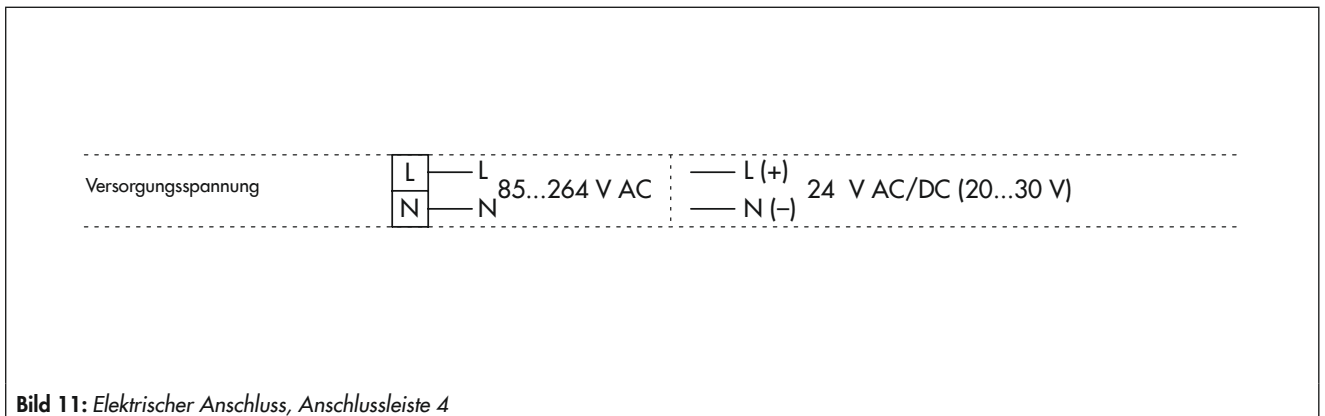 L L L (+)
Versorgungsspannung 85...264 V AC 24 V AC/DC (20...30 V)
N N N (–)
Bild 11: Elektrischer Anschluss, Anschlussleiste 4